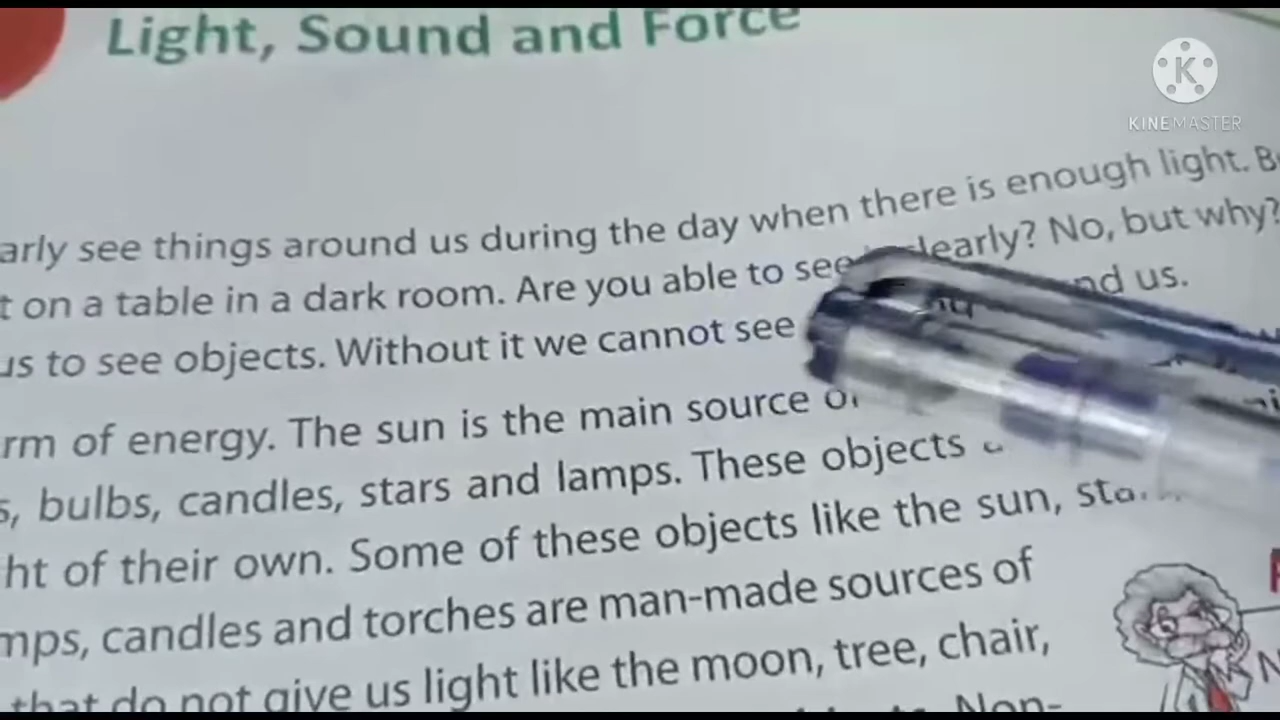 Light, Sound and Force
KINEMASTER
arly see things around us during the day when there is enough light. B
t on a table in a dark room. Are you able to see clearly? No, but why?
us to see objects. Without it we cannot see nd us.
rm of energy. The sun is the main source o
s, bulbs, candles, stars and lamps. These objects
ht of their own. Some of these objects like the sun, sta
mps, candles and torches are man-made sources of
that do not give us light like the moon, tree, chair,
Non-